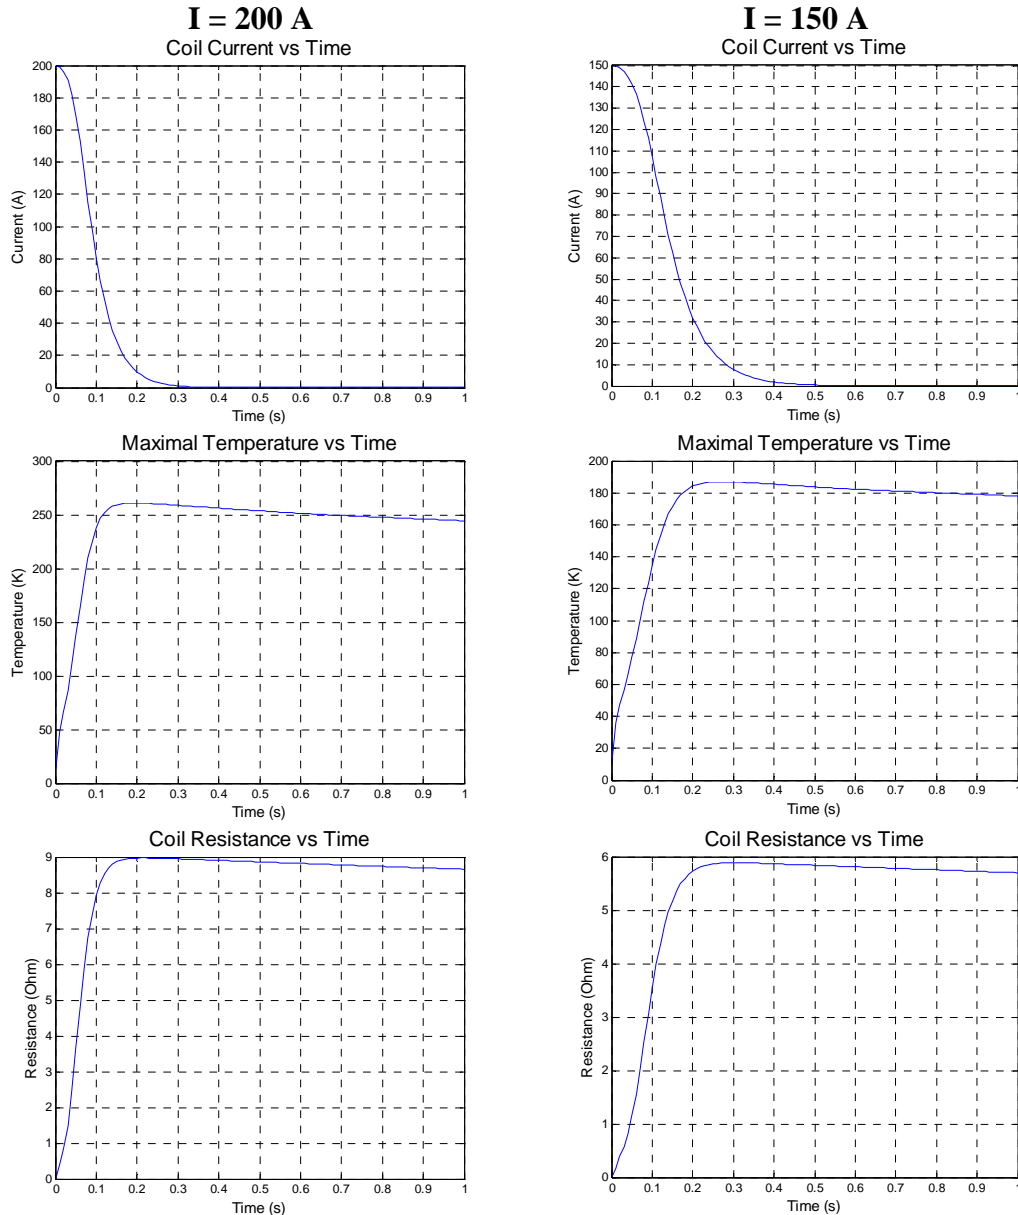 I = 200 A
Coil Current vs Time
200
180
160
140
120
100
80
60
40
20
0
Current (A)
0 0.1 0.2 0.3 0.4 0.5 0.6 0.7 0.8 0.9 1
Time (s)
Maximal Temperature vs Time
300
250
200
150
100
50
0
Temperature (K)
0 0.1 0.2 0.3 0.4 0.5 0.6 0.7 0.8 0.9 1
Time (s)
Coil Resistance vs Time
9
8
7
6
5
4
3
2
1
0
Resistance (Ohm)
0 0.1 0.2 0.3 0.4 0.5 0.6 0.7 0.8 0.9 1
Time (s)
I = 150 A
Coil Current vs Time
150
140
130
120
110
100
90
80
70
60
50
40
30
20
10
0
Current (A)
0 0.1 0.2 0.3 0.4 0.5 0.6 0.7 0.8 0.9 1
Time (s)
Maximal Temperature vs Time
200
180
160
140
120
100
80
60
40
20
0
Temperature (K)
0 0.1 0.2 0.3 0.4 0.5 0.6 0.7 0.8 0.9 1
Time (s)
Coil Resistance vs Time
6
5
4
3
2
1
0
Resistance (Ohm)
0 0.1 0.2 0.3 0.4 0.5 0.6 0.7 0.8 0.9 1
Time (s)